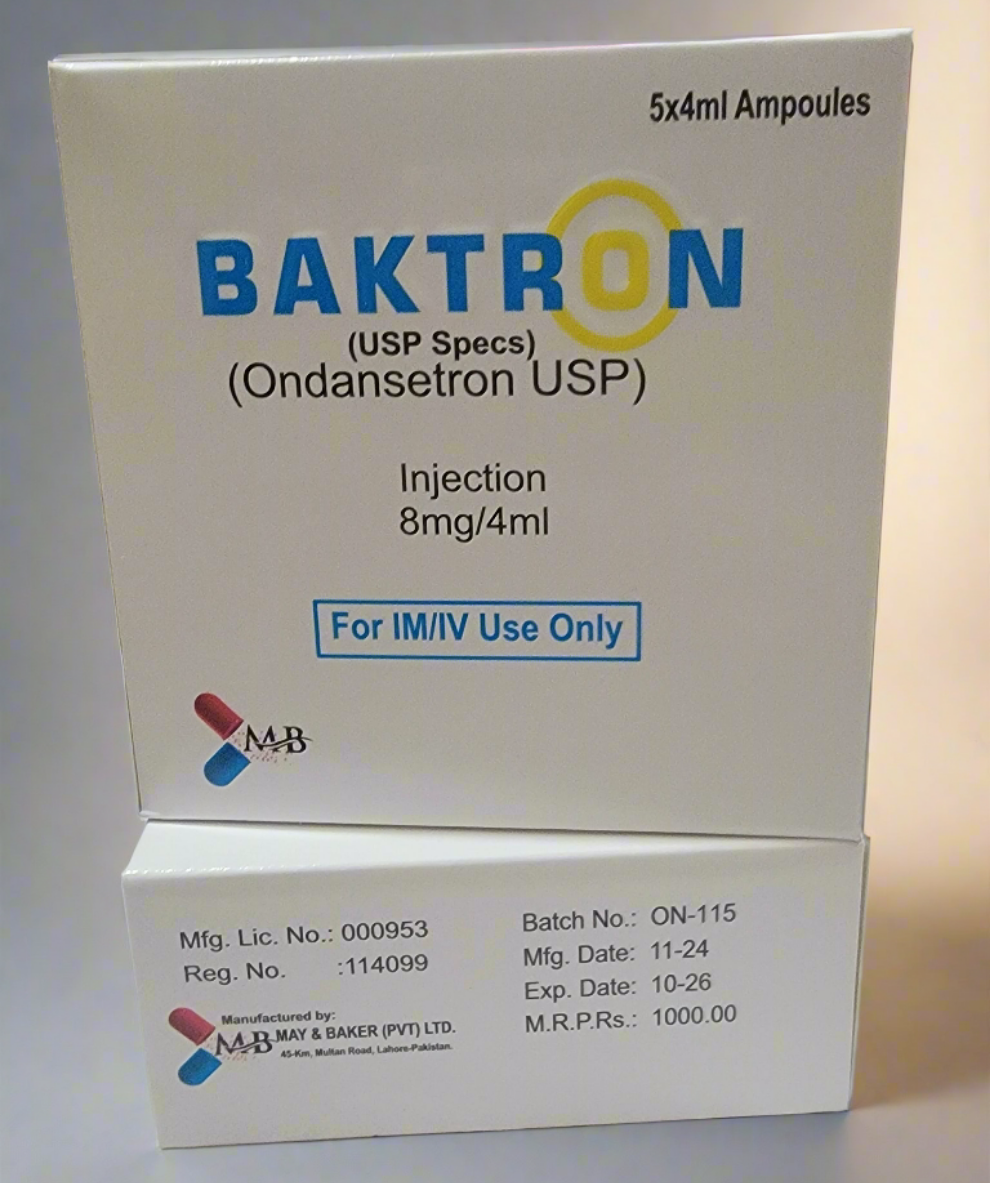 5x4ml Ampoules
BAKTRON
(USP Specs)
(Ondansetron USP)
Injection
8mg/4ml
For IM/IV Use Only
MB
Mfg. Lic. No.: 000953
Reg. No. :114099
Batch No.: ON-115
Mfg. Date: 11-24
Exp. Date: 10-26
M.R.P.Rs.: 1000.00
Manufactured by:
MB MAY & BAKER (PVT) LTD.
45-Km, Multan Road, Lahore-Pakistan.